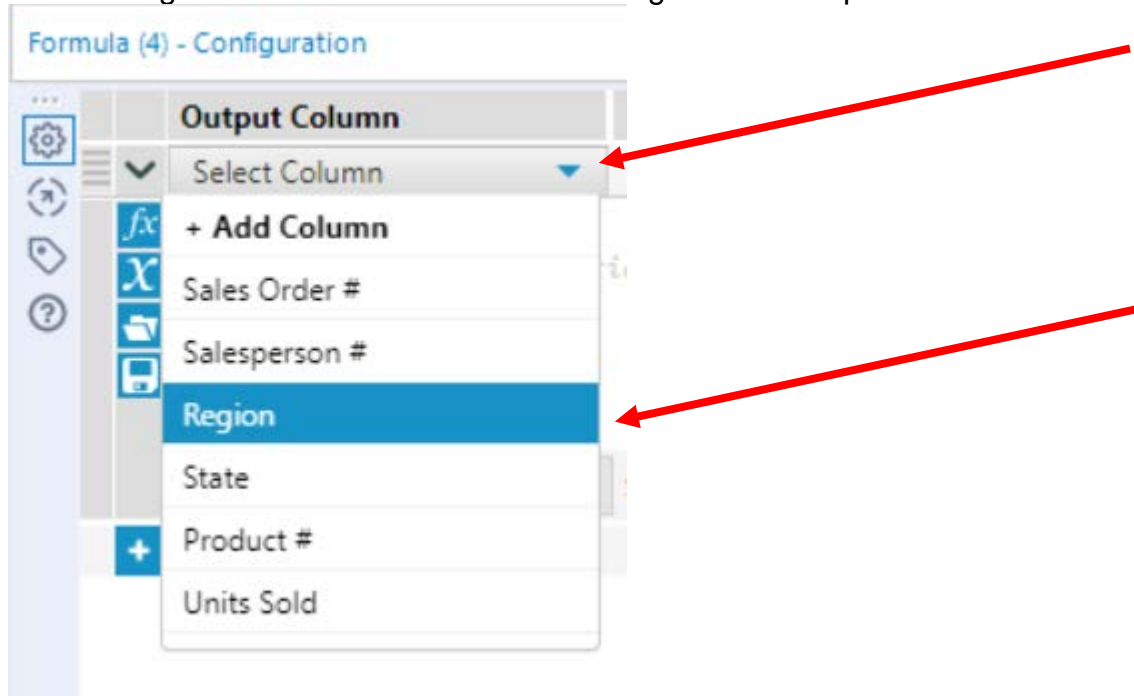 Formula (4) - Configuration
Output Column
Select Column
+ Add Column
Sales Order #
Salesperson #
Region
State
Product #
Units Sold